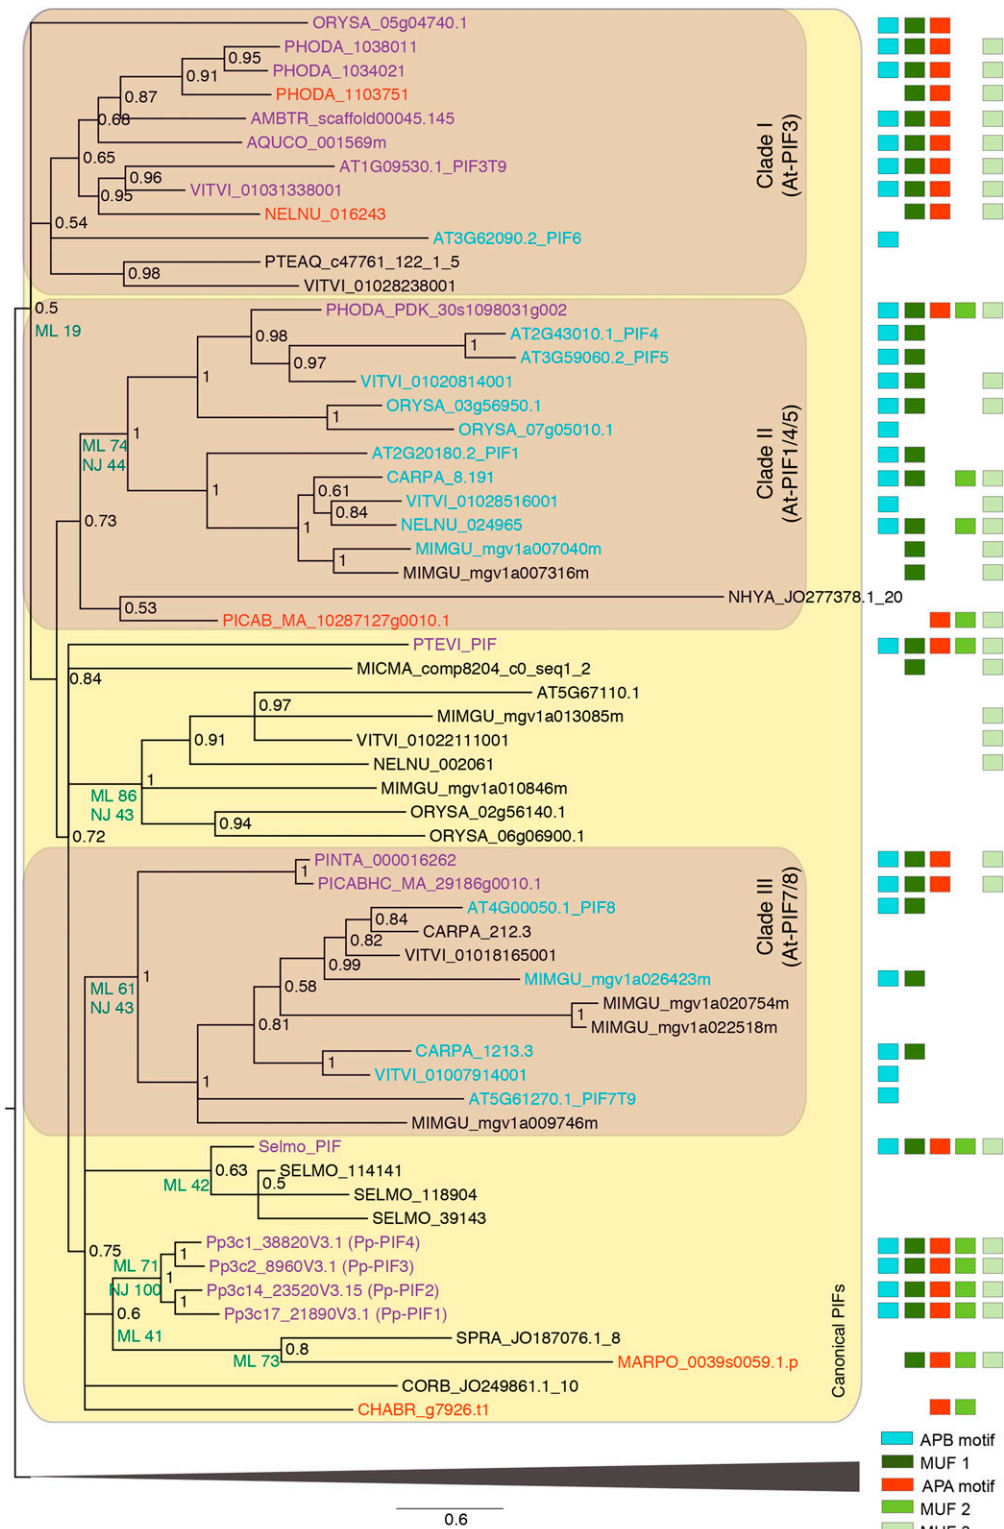 ORYSA_05g04740.1
PHODA_1038011
0.95
PHODA_1034021
0.91
PHODA_1103751
0.87
AMBTR_scaffold00045.145
0.68
AQUCO_001569m
0.65
AT1G09530.1_PIF3T9
0.96
VITVI_01031338001
0.95
NELNU_016243
0.54
AT3G62090.2_PIF6
PTEAQ_c47761_122_1_5
0.98
VITVI_01028238001
Clade I
(At-PIF3)
0.5
ML 19
PHODA_PDK_30s1098031g002
AT2G43010.1_PIF4
0.98
1
AT3G59060.2_PIF5
0.97
VITVI_01020814001
1
ORYSA_03g56950.1
1
ORYSA_07g05010.1
1
ML 74
NJ 44
AT2G20180.2_PIF1
CARPA_8.191
1
0.61
VITVI_01028516001
0.84
NELNU_024965
1
MIMGU_mgv1a007040m
1
MIMGU_mgv1a007316m
0.73
NHYA_JO277378.1_20
0.53
PICAB_MA_10287127g0010.1
Clade II
(At-PIF1/4/5)
PTEVI_PIF
MICMA_comp8204_c0_seq1_2
0.84
AT5G67110.1
0.97
MIMGU_mgv1a013085m
0.91
VITVI_01022111001
NELNU_002061
1
MIMGU_mgv1a010846m
ML 86
NJ 43
ORYSA_02g56140.1
0.94
ORYSA_06g06900.1
0.72
PINTA_000016262
1
PICABHC_MA_29186g0010.1
AT4G00050.1_PIF8
0.84
CARPA_212.3
0.82
VITVI_01018165001
0.99
MIMGU_mgv1a026423m
0.58
1
ML 61
NJ 43
MIMGU_mgv1a020754m
1
MIMGU_mgv1a022518m
0.81
CARPA_1213.3
1
VITVI_01007914001
1
AT5G61270.1_PIF7T9
MIMGU_mgv1a009746m
Clade III
(At-PIF7/8)
Selmo_PIF
0.63
SELMO_114141
ML 42
0.5
SELMO_118904
SELMO_39143
0.75
Pp3c1_38820V3.1 (Pp-PIF4)
1
ML 71
Pp3c2_8960V3.1 (Pp-PIF3)
1
NJ 100
Pp3c14_23520V3.15 (Pp-PIF2)
1
0.6
Pp3c17_21890V3.1 (Pp-PIF1)
ML 41
SPRA_JO187076.1_8
0.8
ML 73
MARPO_0039s0059.1.p
CORB_JO249861.1_10
CHABR_g7926.t1
Canonical PIFs
APB motif
MUF 1
APA motif
MUF 2
0.6